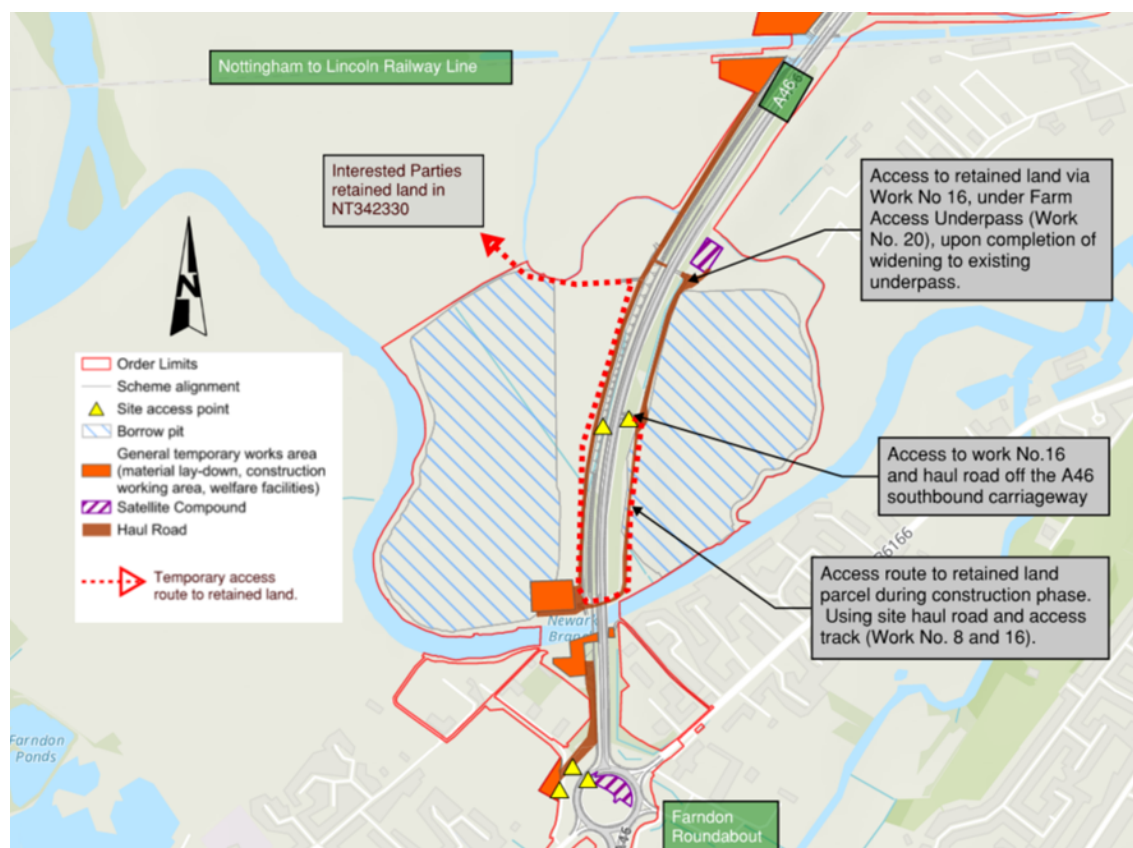 Nottingham to Lincoln Railway Line
A46
Interested Parties
retained land in
NT342330
Access to retained land via
Work No 16, under Farm
Access Underpass (Work
No. 20), upon completion of
widening to existing
underpass.
N
Order Limits
Scheme alignment
Site access point
Borrow pit
General temporary works area
(material lay-down, construction
working area, welfare facilities)
Satellite Compound
Haul Road
Temporary access
route to retained land.
Access to work No.16
and haul road off the A46
southbound carriageway
Access route to retained land
parcel during construction phase.
Using site haul road and access
track (Work No. 8 and 16).
Farndon
Ponds
Farndon
Roundabout
A46